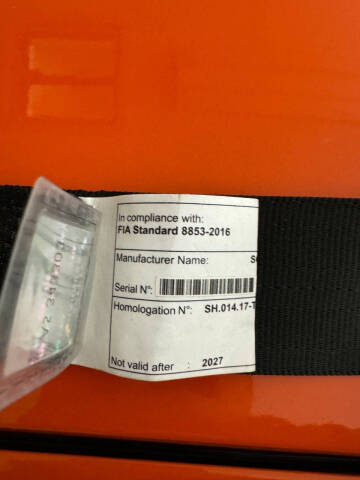 In compliance with:
FIA Standard 8853-2016
Manufacturer Name:
Serial N°:
Homologation N°: SH.014.17-T
Not valid after : 2027